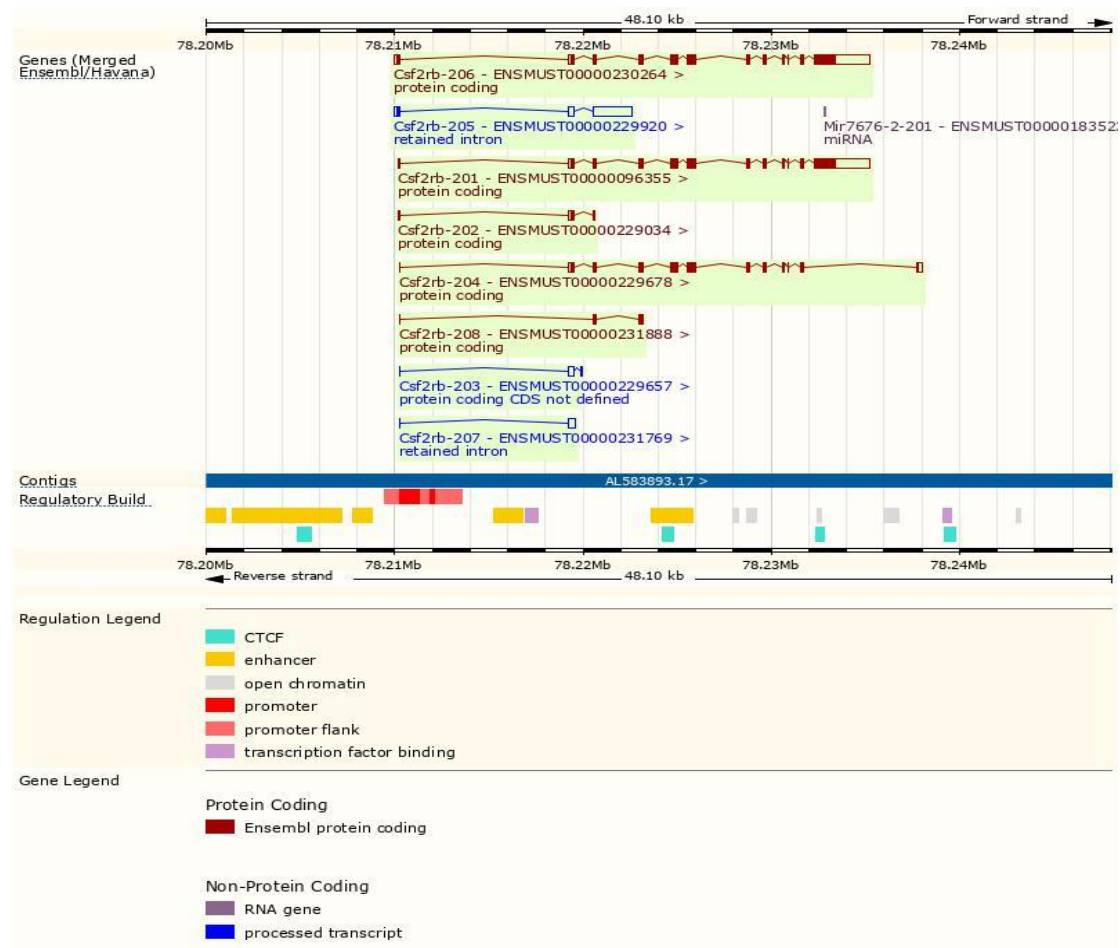 48.10 kb Forward strand
78.20Mb 78.21Mb 78.22Mb 78.23Mb 78.24Mb
Genes (Merged
Ensembl/Havana)
Csf2rb-206 - ENSMUST00000230264 >
protein coding
Csf2rb-205 - ENSMUST00000229920 >
retained intron
Mir7676-2-201 - ENSMUST0000018352
miRNA
Csf2rb-201 - ENSMUST00000096355 >
protein coding
Csf2rb-202 - ENSMUST00000229034 >
protein coding
Csf2rb-204 - ENSMUST00000229678 >
protein coding
Csf2rb-208 - ENSMUST00000231888 >
protein coding
Csf2rb-203 - ENSMUST00000229657 >
protein coding CDS not defined
Csf2rb-207 - ENSMUST00000231769 >
retained intron
Contigs
AL583893.17 >
Regulatory Build
78.20Mb 78.21Mb 78.22Mb 78.23Mb 78.24Mb
Reverse strand 48.10 kb
Regulation Legend
CTCF
enhancer
open chromatin
promoter
promoter flank
transcription factor binding
Gene Legend
Protein Coding
Ensembl protein coding
Non-Protein Coding
RNA gene
processed transcript